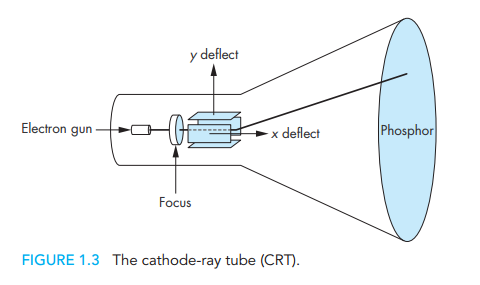 y deflect
Electron gun
x deflect
Phosphor
Focus
FIGURE 1.3 The cathode-ray tube (CRT).